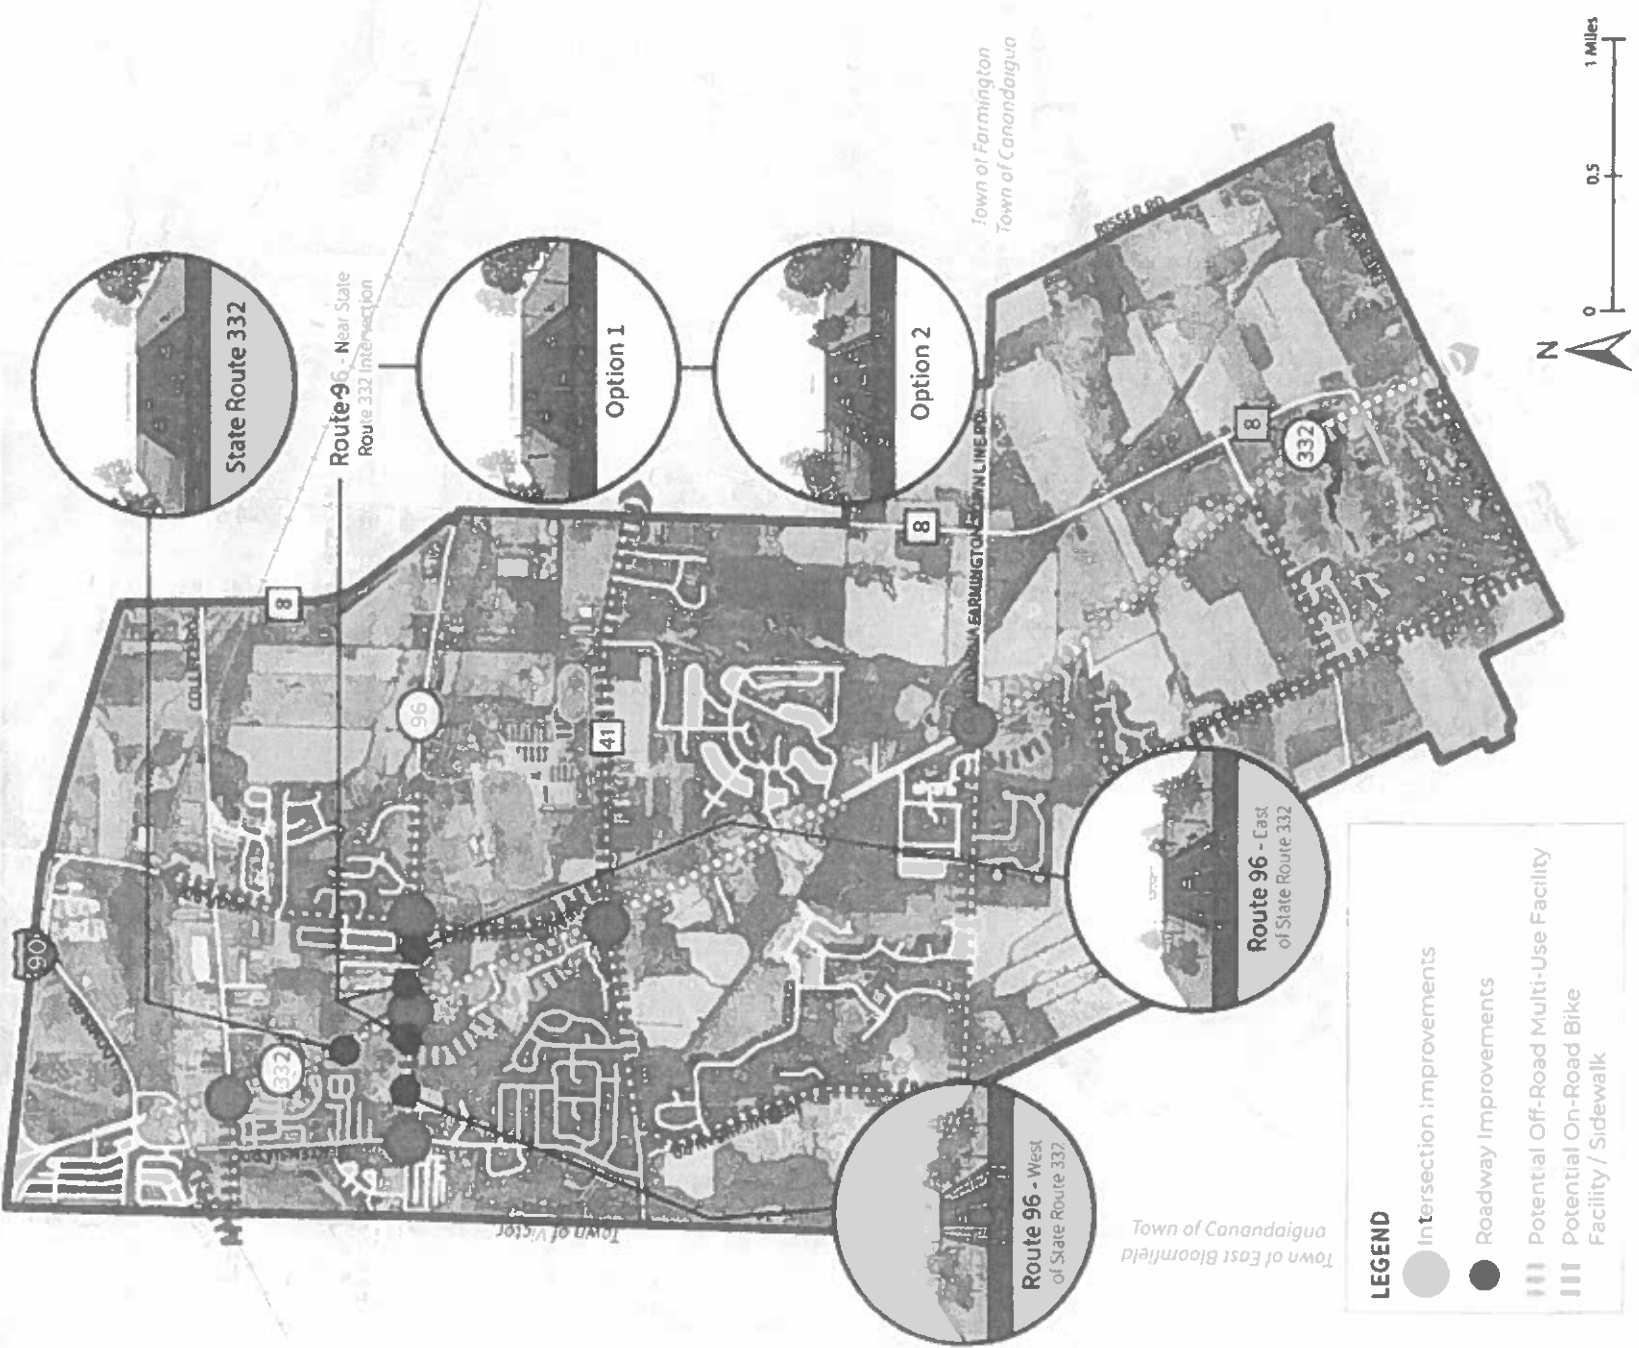 State Route 332
Route 96 - Near State
Route 332 Intersection
Option 1
Option 2
Town of Farmington
Town of Canandaigua
RISSER RD
FARMINGTON TOWN LINE RD
COLLETT RD
90
8
96
41
332
8
8
332
Town of Victor
Route 96 - East
of State Route 332
Route 96 - West
of State Route 332
Town of Canandaigua
Town of East Bloomfield
N
0
0.5
1 Miles
LEGEND
Intersection Improvements
Roadway Improvements
Potential Off-Road Multi-Use Facility
Potential On-Road Bike
Facility / Sidewalk